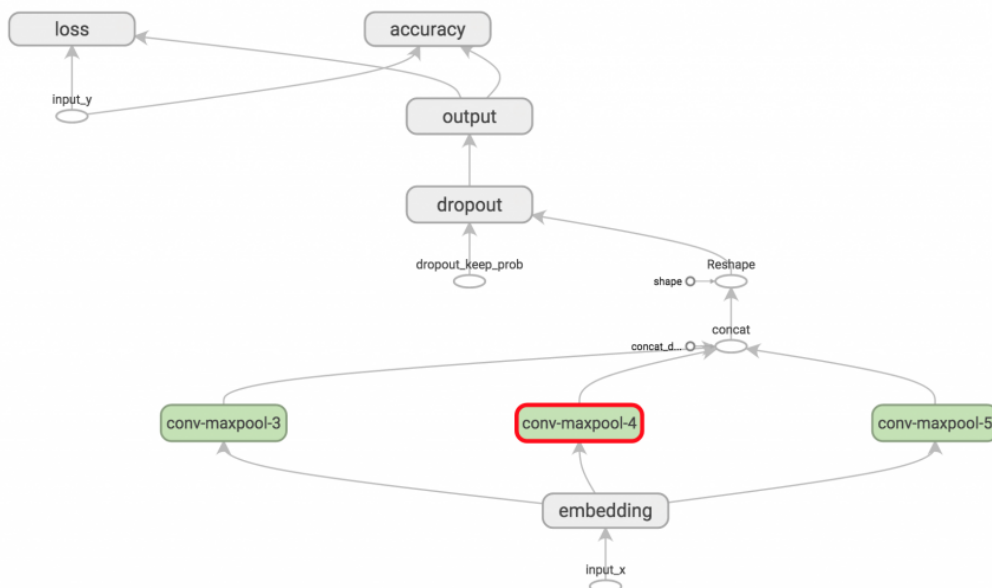 loss
accuracy
input_y
output
dropout
dropout_keep_prob
Reshape
shape
concat
concat_d...
conv-maxpool-3
conv-maxpool-4
conv-maxpool-5
embedding
input_x